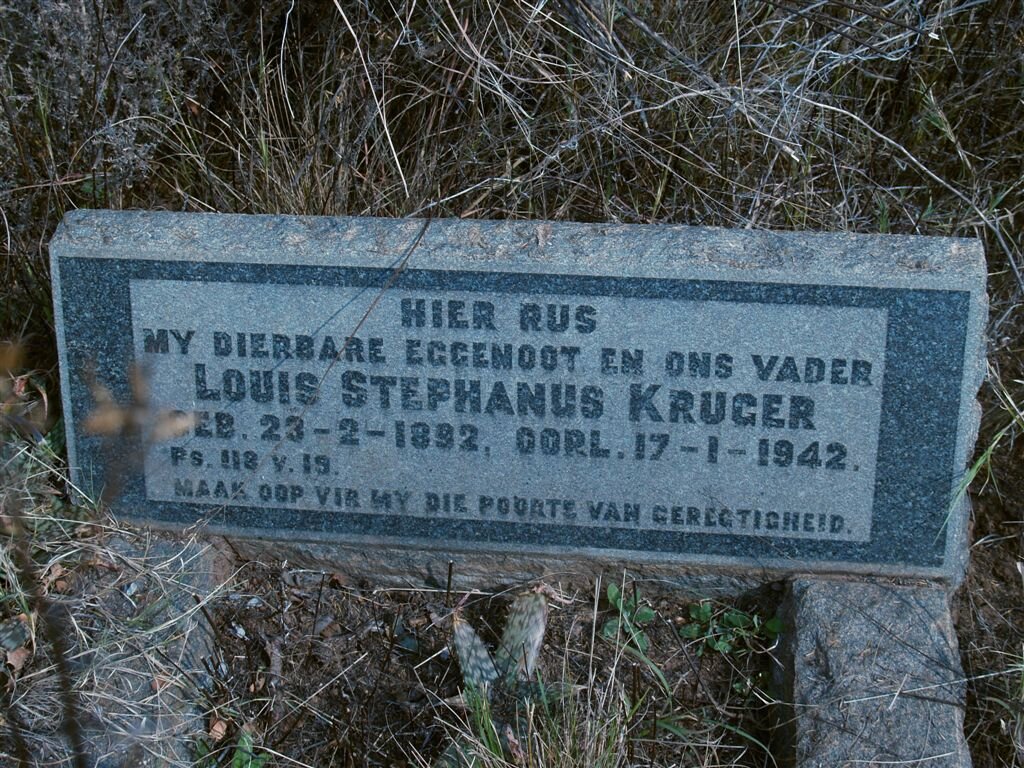 HIER RUS
MY DIERBARE EGGENOOT EN ONS VADER
LOUIS STEPHANUS KRUGER
GEB. 23-2-1892, OORL. 17-1-1942.
PS. 118 V. 19.
MAAK OOP VIR MY DIE POORTE VAN GEREGTIGHEID.